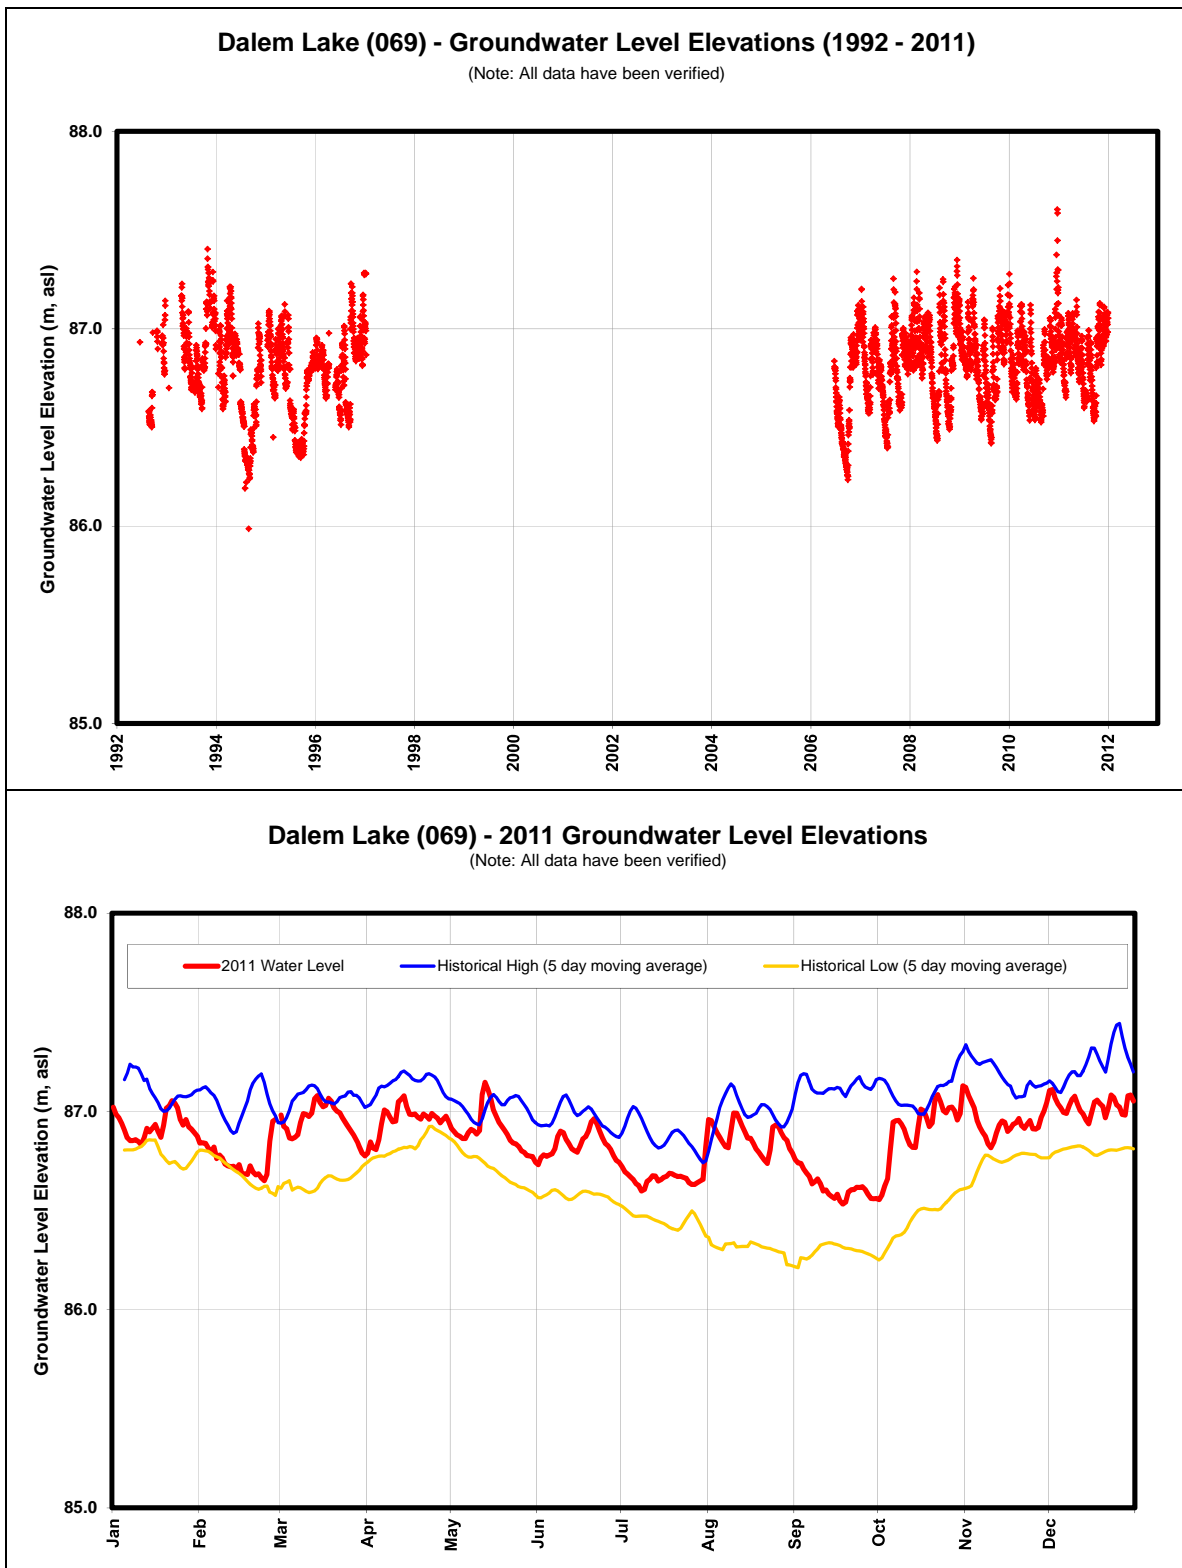 Dalem Lake (069) - Groundwater Level Elevations (1992 - 2011)
(Note: All data have been verified)
Groundwater Level Elevation (m, asl)
88.0
87.0
86.0
85.0
1992
1994
1996
1998
2000
2002
2004
2006
2008
2010
2012
Dalem Lake (069) - 2011 Groundwater Level Elevations
(Note: All data have been verified)
Groundwater Level Elevation (m, asl)
88.0
87.0
86.0
85.0
2011 Water Level
Historical High (5 day moving average)
Historical Low (5 day moving average)
Jan
Feb
Mar
Apr
May
Jun
Jul
Aug
Sep
Oct
Nov
Dec